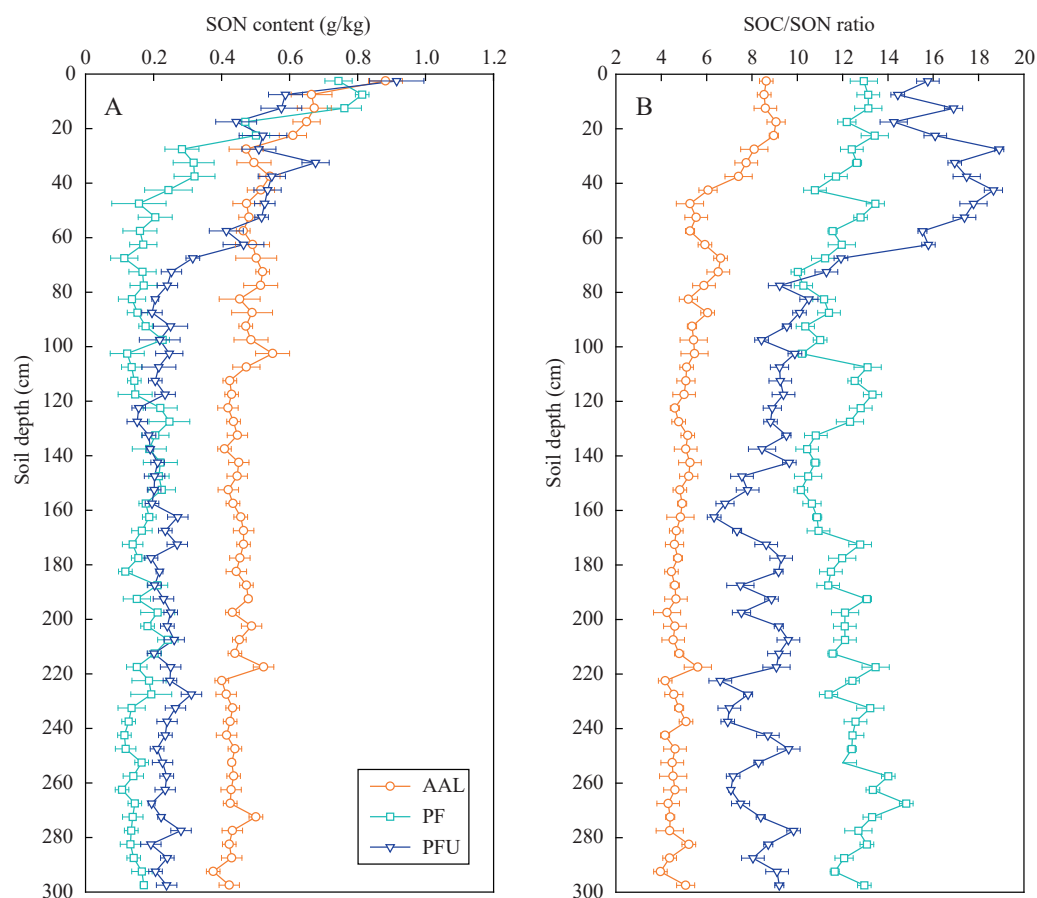 SON content (g/kg)
0 0.2 0.4 0.6 0.8 1.0 1.2
A
Soil depth (cm)
0
20
40
60
80
100
120
140
160
180
200
220
240
260
280
300
AAL
PF
PFU
SOC/SON ratio
2 4 6 8 10 12 14 16 18 20
B
Soil depth (cm)
0
20
40
60
80
100
120
140
160
180
200
220
240
260
280
300